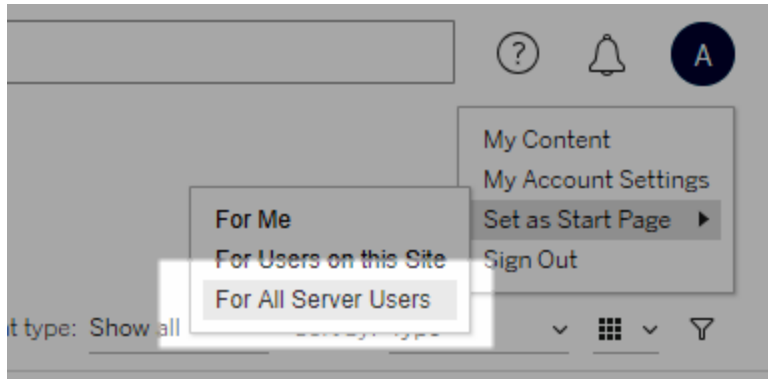 ?
A
My Content
My Account Settings
Set as Start Page
Sign Out
For Me
For Users on this Site
For All Server Users
t type: Show all